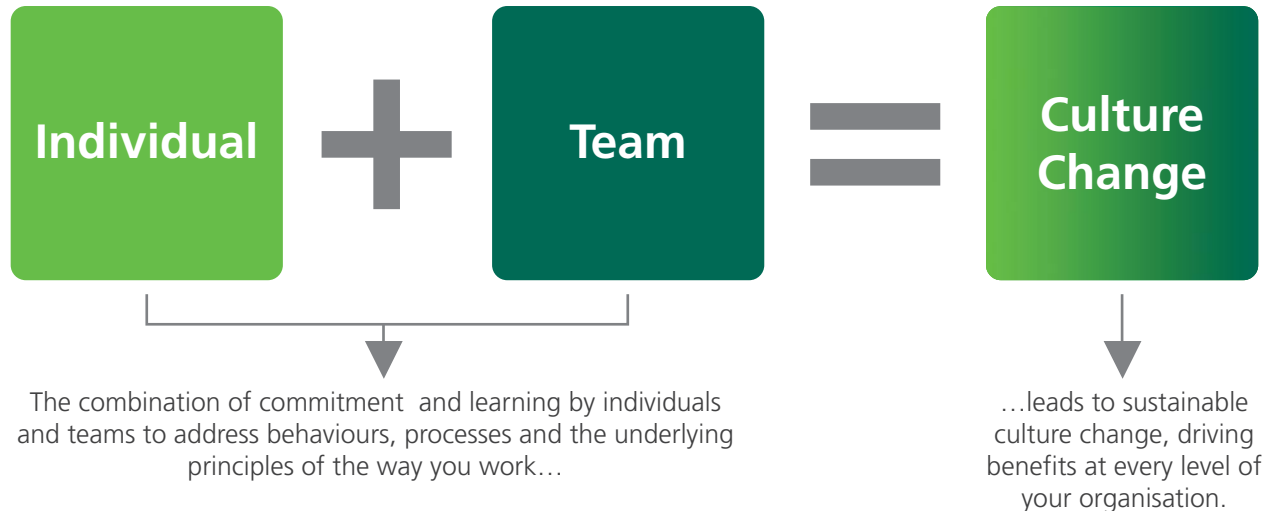 Individual
Team
Culture
Change
The combination of commitment  and learning by individuals
and teams to address behaviours, processes and the underlying
principles of the way you work…
…leads to sustainable
culture change, driving
benefits at every level of
your organisation.